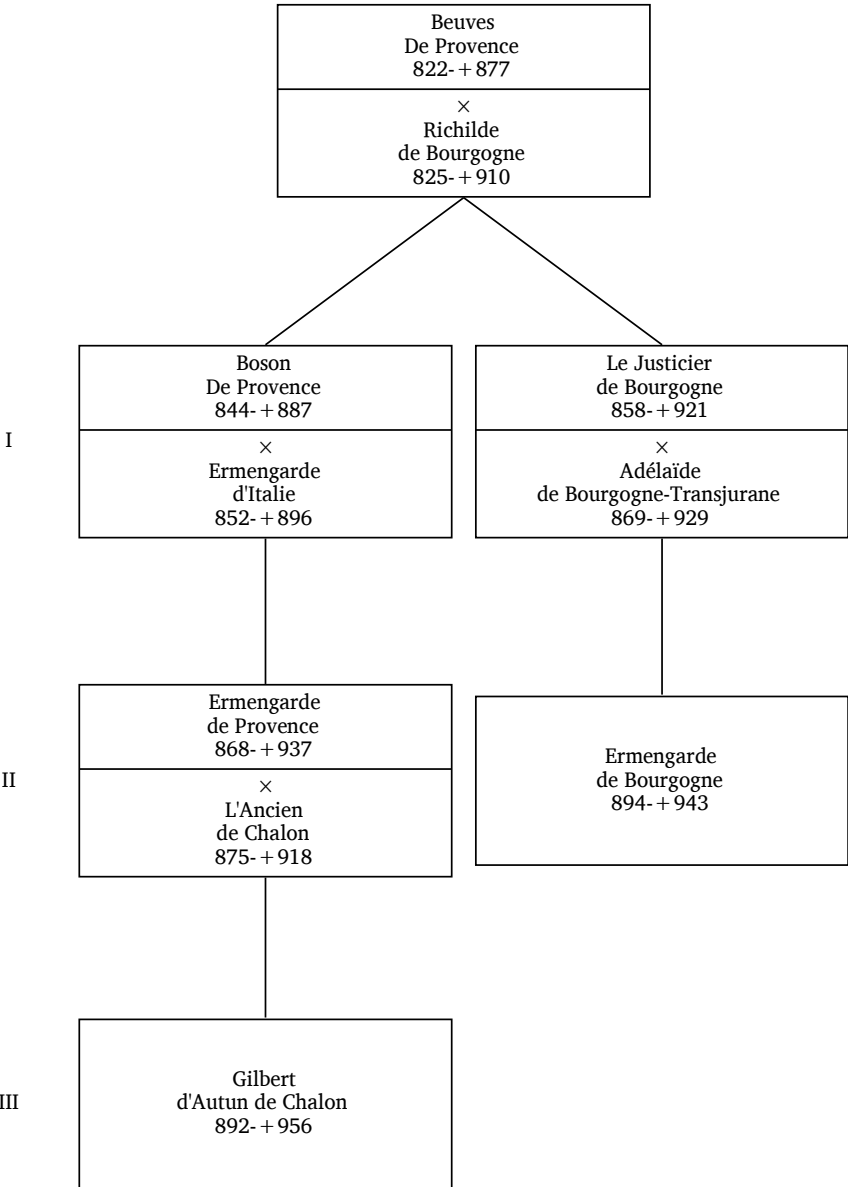 Beuves
De Provence
822-+877
×
Richilde
de Bourgogne
825-+910
I
Boson
De Provence
844-+887
×
Ermengarde
d'Italie
852-+896
Le Justicier
de Bourgogne
858-+921
×
Adélaïde
de Bourgogne-Transjurane
869-+929
II
Ermengarde
de Provence
868-+937
×
L'Ancien
de Chalon
875-+918
Ermengarde
de Bourgogne
894-+943
III
Gilbert
d'Autun de Chalon
892-+956